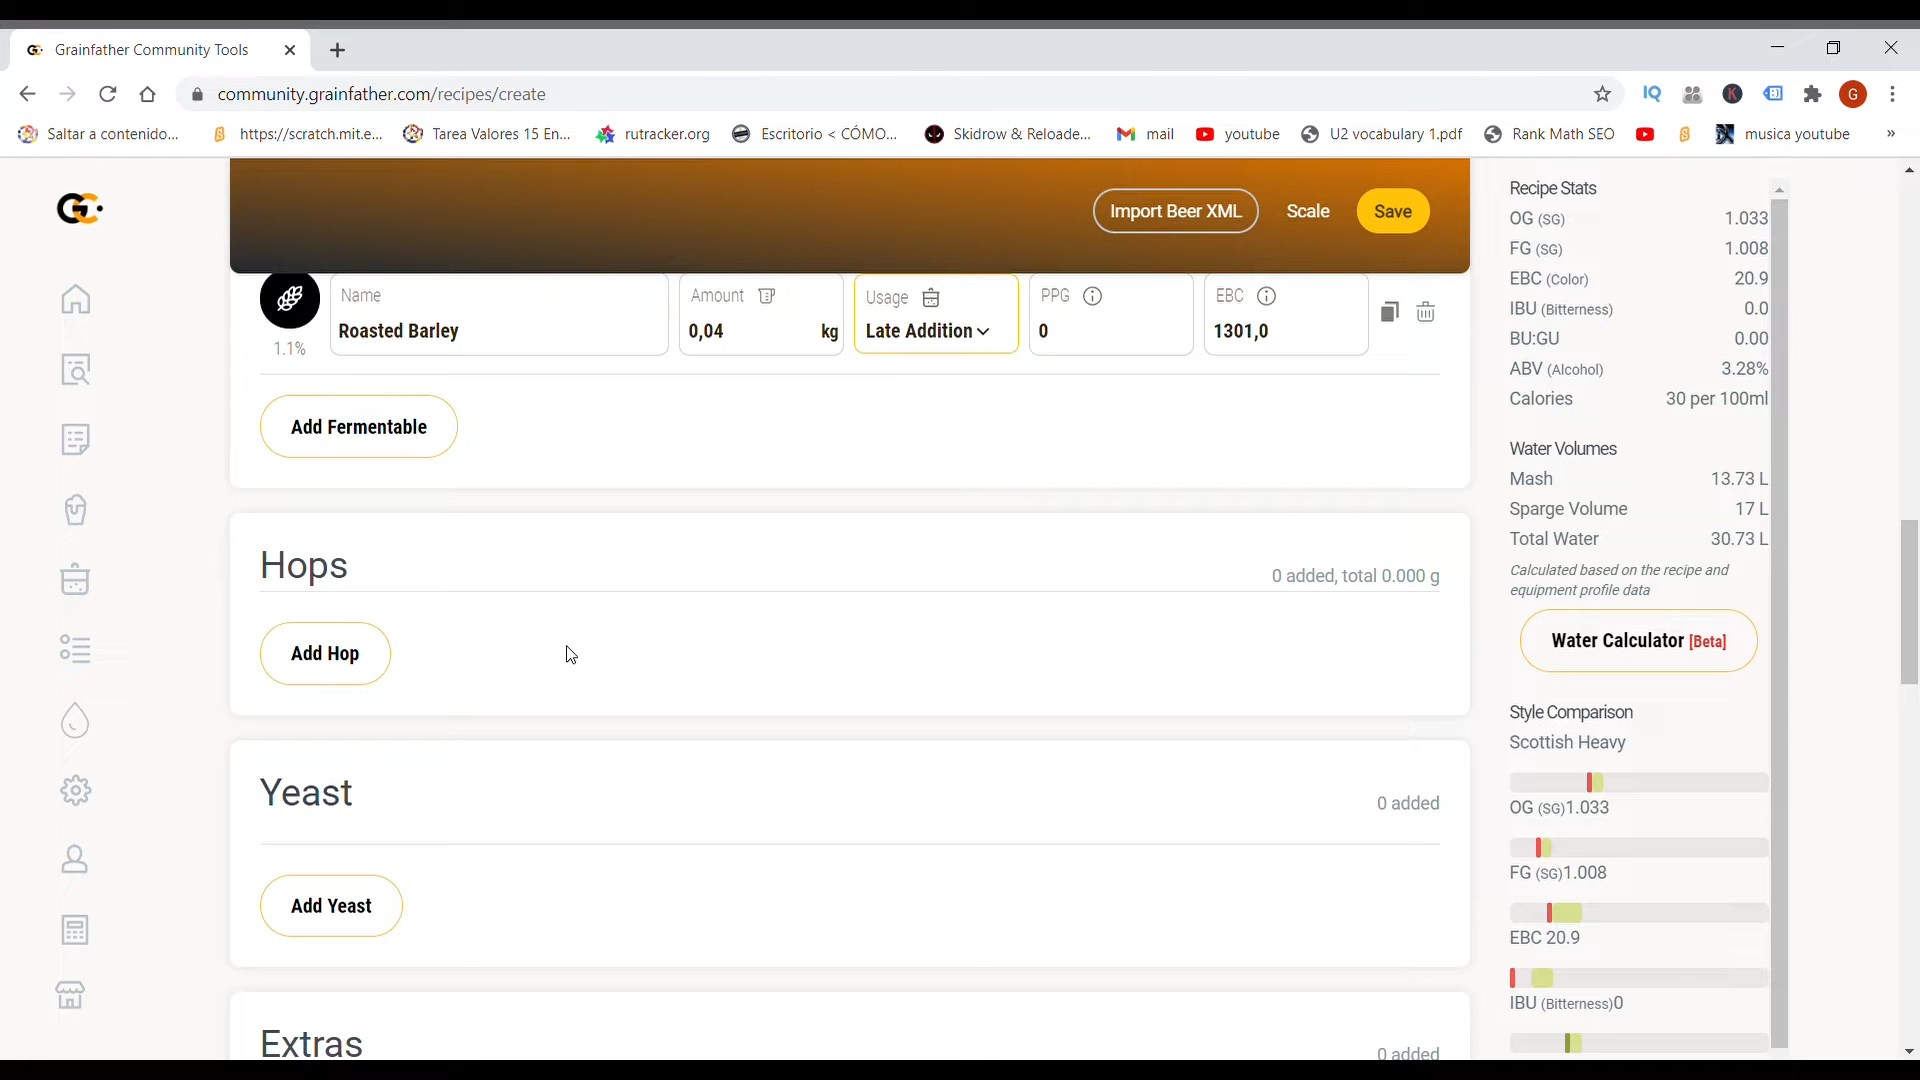 Grainfather Community Tools
community.grainfather.com/recipes/create
IQ
K
G
Saltar a contenido...
https://scratch.mit.e...
Tarea Valores 15 En...
rutracker.org
Escritorio < CÓMO...
Skidrow & Reloade...
mail
youtube
U2 vocabulary 1.pdf
Rank Math SEO
musica youtube
»
GC
Import Beer XML
Scale
Save
Name
Roasted Barley
1.1%
Amount
0,04 kg
Usage
Late Addition
PPG
0
EBC
1301,0
Add Fermentable
Hops
0 added, total 0.000 g
Add Hop
Yeast
0 added
Add Yeast
Extras
0 added
Recipe Stats
OG (SG) 1.033
FG (SG) 1.008
EBC (Color) 20.9
IBU (Bitterness) 0.0
BU:GU 0.00
ABV (Alcohol) 3.28%
Calories 30 per 100ml
Water Volumes
Mash 13.73 L
Sparge Volume 17 L
Total Water 30.73 L
Calculated based on the recipe and
equipment profile data
Water Calculator [Beta]
Style Comparison
Scottish Heavy
OG (SG)1.033
FG (SG)1.008
EBC 20.9
IBU (Bitterness)0